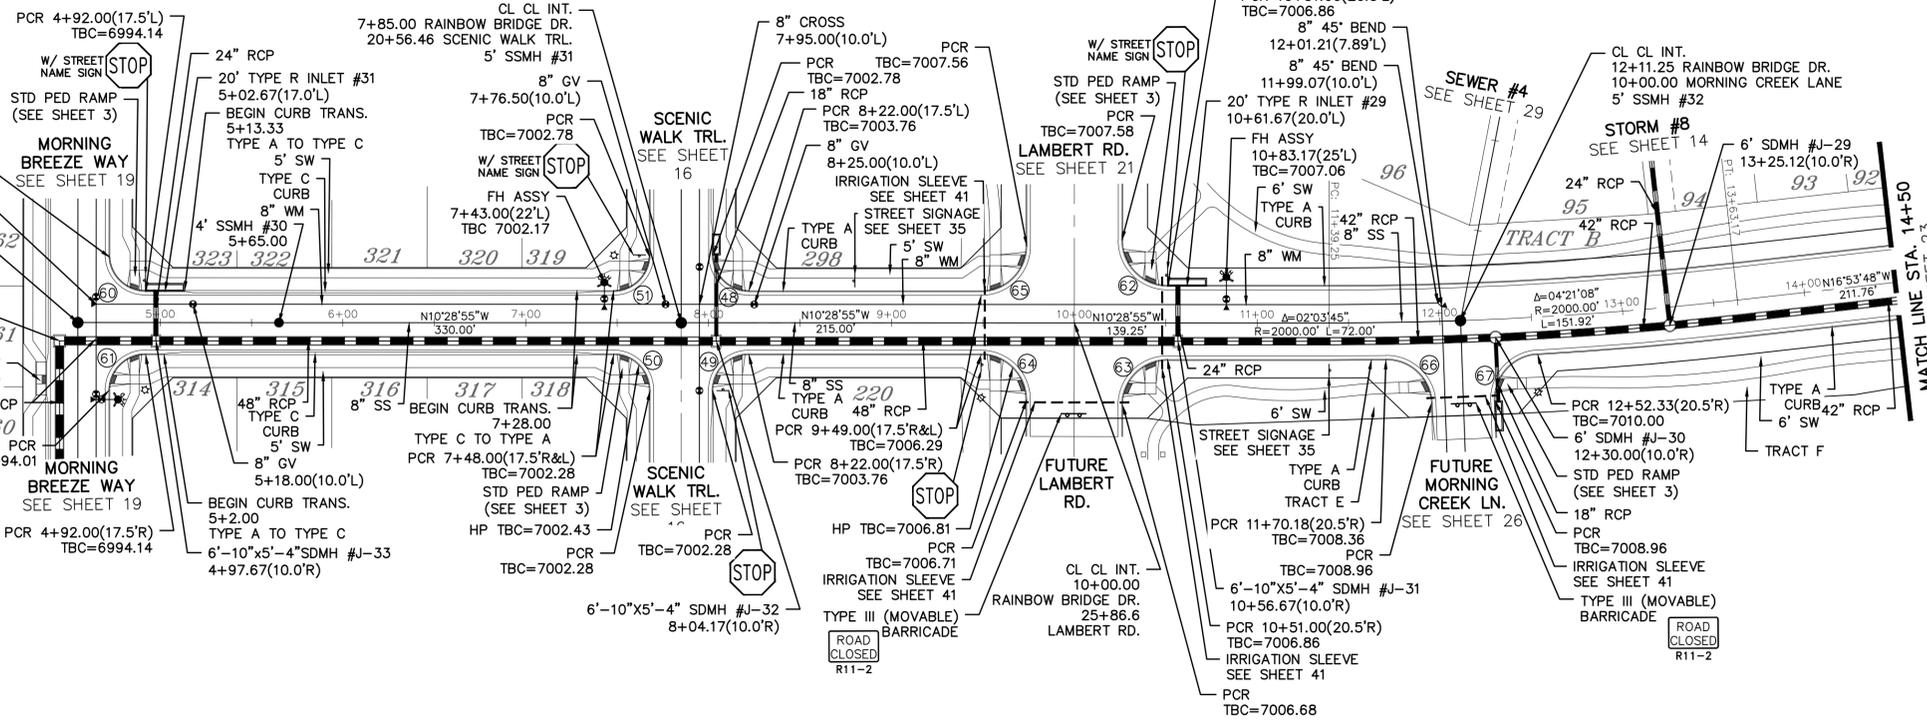 PCR 4+92.00(17.5'L)
TBC=6994.14
W/ STREET
NAME SIGN
STOP
STD PED RAMP
(SEE SHEET 3)
MORNING
BREEZE WAY
SEE SHEET 19
24" RCP
20' TYPE R INLET #31
5+02.67(17.0'L)
BEGIN CURB TRANS.
5+13.33
TYPE A TO TYPE C
5' SW
TYPE C
CURB
8" WM
4' SSMH #30
5+65.00
CL CL INT.
7+85.00 RAINBOW BRIDGE DR.
20+56.46 SCENIC WALK TRL.
5' SSMH #31
8" GV
7+76.50(10.0'L)
PCR
TBC=7002.78
W/ STREET
NAME SIGN
STOP
FH ASSY
7+43.00(22'L)
TBC 7002.17
SCENIC
WALK TRL.
SEE SHEET
16
8" CROSS
7+95.00(10.0'L)
PCR
TBC=7002.78
18" RCP
PCR 8+22.00(17.5'L)
TBC=7003.76
8" GV
8+25.00(10.0'L)
IRRIGATION SLEEVE
SEE SHEET 41
STREET SIGNAGE
SEE SHEET 35
TYPE A
CURB
5' SW
8" WM
PCR
TBC=7007.56
W/ STREET
NAME SIGN
STOP
STD PED RAMP
(SEE SHEET 3)
PCR
TBC=7007.58
LAMBERT RD.
SEE SHEET 21
TBC=7006.86
8" 45° BEND
12+01.21(7.89'L)
8" 45° BEND
11+99.07(10.0'L)
20' TYPE R INLET #29
10+61.67(20.0'L)
FH ASSY
10+83.17(25'L)
TBC=7007.06
6' SW
TYPE A
CURB
42" RCP
8" SS
8" WM
PC: 11+39.25
SEWER #4
SEE SHEET 29
CL CL INT.
12+11.25 RAINBOW BRIDGE DR.
10+00.00 MORNING CREEK LANE
5' SSMH #32
STORM #8
SEE SHEET 14
6' SDMH #J-29
13+25.12(10.0'R)
24" RCP
42" RCP
PT: 13+63.17
MATCH LINE STA. 14+50
323 322 321 320 319 298
96 95 94 93 92
TRACT B
60 51 48 65 62
5+00 6+00 7+00 8+00 9+00 10+00 11+00 12+00 13+00 14+00
N10°28'55"W
330.00'
N10°28'55"W
215.00'
N10°28'55"W
139.25'
Δ=02°03'45"
R=2000.00' L=72.00'
Δ=04°21'08"
R=2000.00'
L=151.92'
N16°53'48"W
211.76'
61 50 49 64 63 66 67
314 315 316 317 318 220
PCR
94.01
MORNING
BREEZE WAY
SEE SHEET 19
PCR 4+92.00(17.5'R)
TBC=6994.14
48" RCP
TYPE C
CURB
5' SW
8" GV
5+18.00(10.0'L)
BEGIN CURB TRANS.
5+2.00
TYPE A TO TYPE C
6'-10"x5'-4"SDMH #J-33
4+97.67(10.0'R)
8" SS
BEGIN CURB TRANS.
7+28.00
TYPE C TO TYPE A
PCR 7+48.00(17.5'R&L)
TBC=7002.28
STD PED RAMP
(SEE SHEET 3)
HP TBC=7002.43
PCR
TBC=7002.28
SCENIC
WALK TRL.
SEE SHEET
PCR
TBC=7002.28
STOP
6'-10"X5'-4" SDMH #J-32
8+04.17(10.0'R)
8" SS
TYPE A
CURB
48" RCP
PCR 9+49.00(17.5'R&L)
TBC=7006.29
PCR 8+22.00(17.5'R)
TBC=7003.76
STOP
HP TBC=7006.81
PCR
TBC=7006.71
IRRIGATION SLEEVE
SEE SHEET 41
TYPE III (MOVABLE)
BARRICADE
ROAD
CLOSED
R11-2
FUTURE
LAMBERT
RD.
CL CL INT.
10+00.00
RAINBOW BRIDGE DR.
25+86.6
LAMBERT RD.
24" RCP
6' SW
STREET SIGNAGE
SEE SHEET 35
TYPE A
CURB
TRACT E
PCR 11+70.18(20.5'R)
TBC=7008.36
PCR
TBC=7008.96
6'-10"X5'-4" SDMH #J-31
10+56.67(10.0'R)
PCR 10+51.00(20.5'R)
TBC=7006.86
IRRIGATION SLEEVE
SEE SHEET 41
PCR
TBC=7006.68
FUTURE
MORNING
CREEK LN.
SEE SHEET 26
PCR 12+52.33(20.5'R)
TBC=7010.00
6' SDMH #J-30
12+30.00(10.0'R)
STD PED RAMP
(SEE SHEET 3)
18" RCP
PCR
TBC=7008.96
IRRIGATION SLEEVE
SEE SHEET 41
TYPE III (MOVABLE)
BARRICADE
ROAD
CLOSED
R11-2
TYPE A
CURB
6' SW
42" RCP
TRACT F